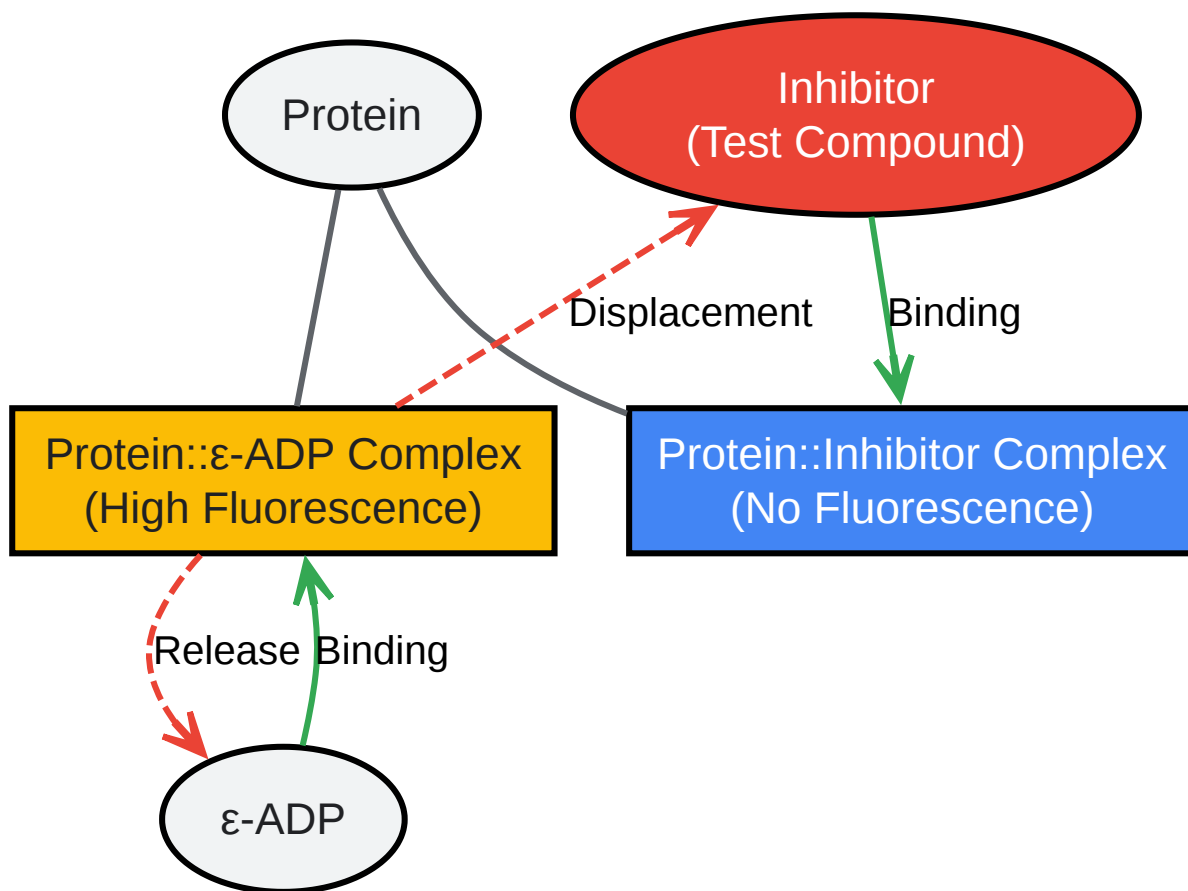 Protein
Inhibitor
(Test Compound)
Displacement
Binding
Protein::ε-ADP Complex
(High Fluorescence)
Protein::Inhibitor Complex
(No Fluorescence)
Release
Binding
ε-ADP